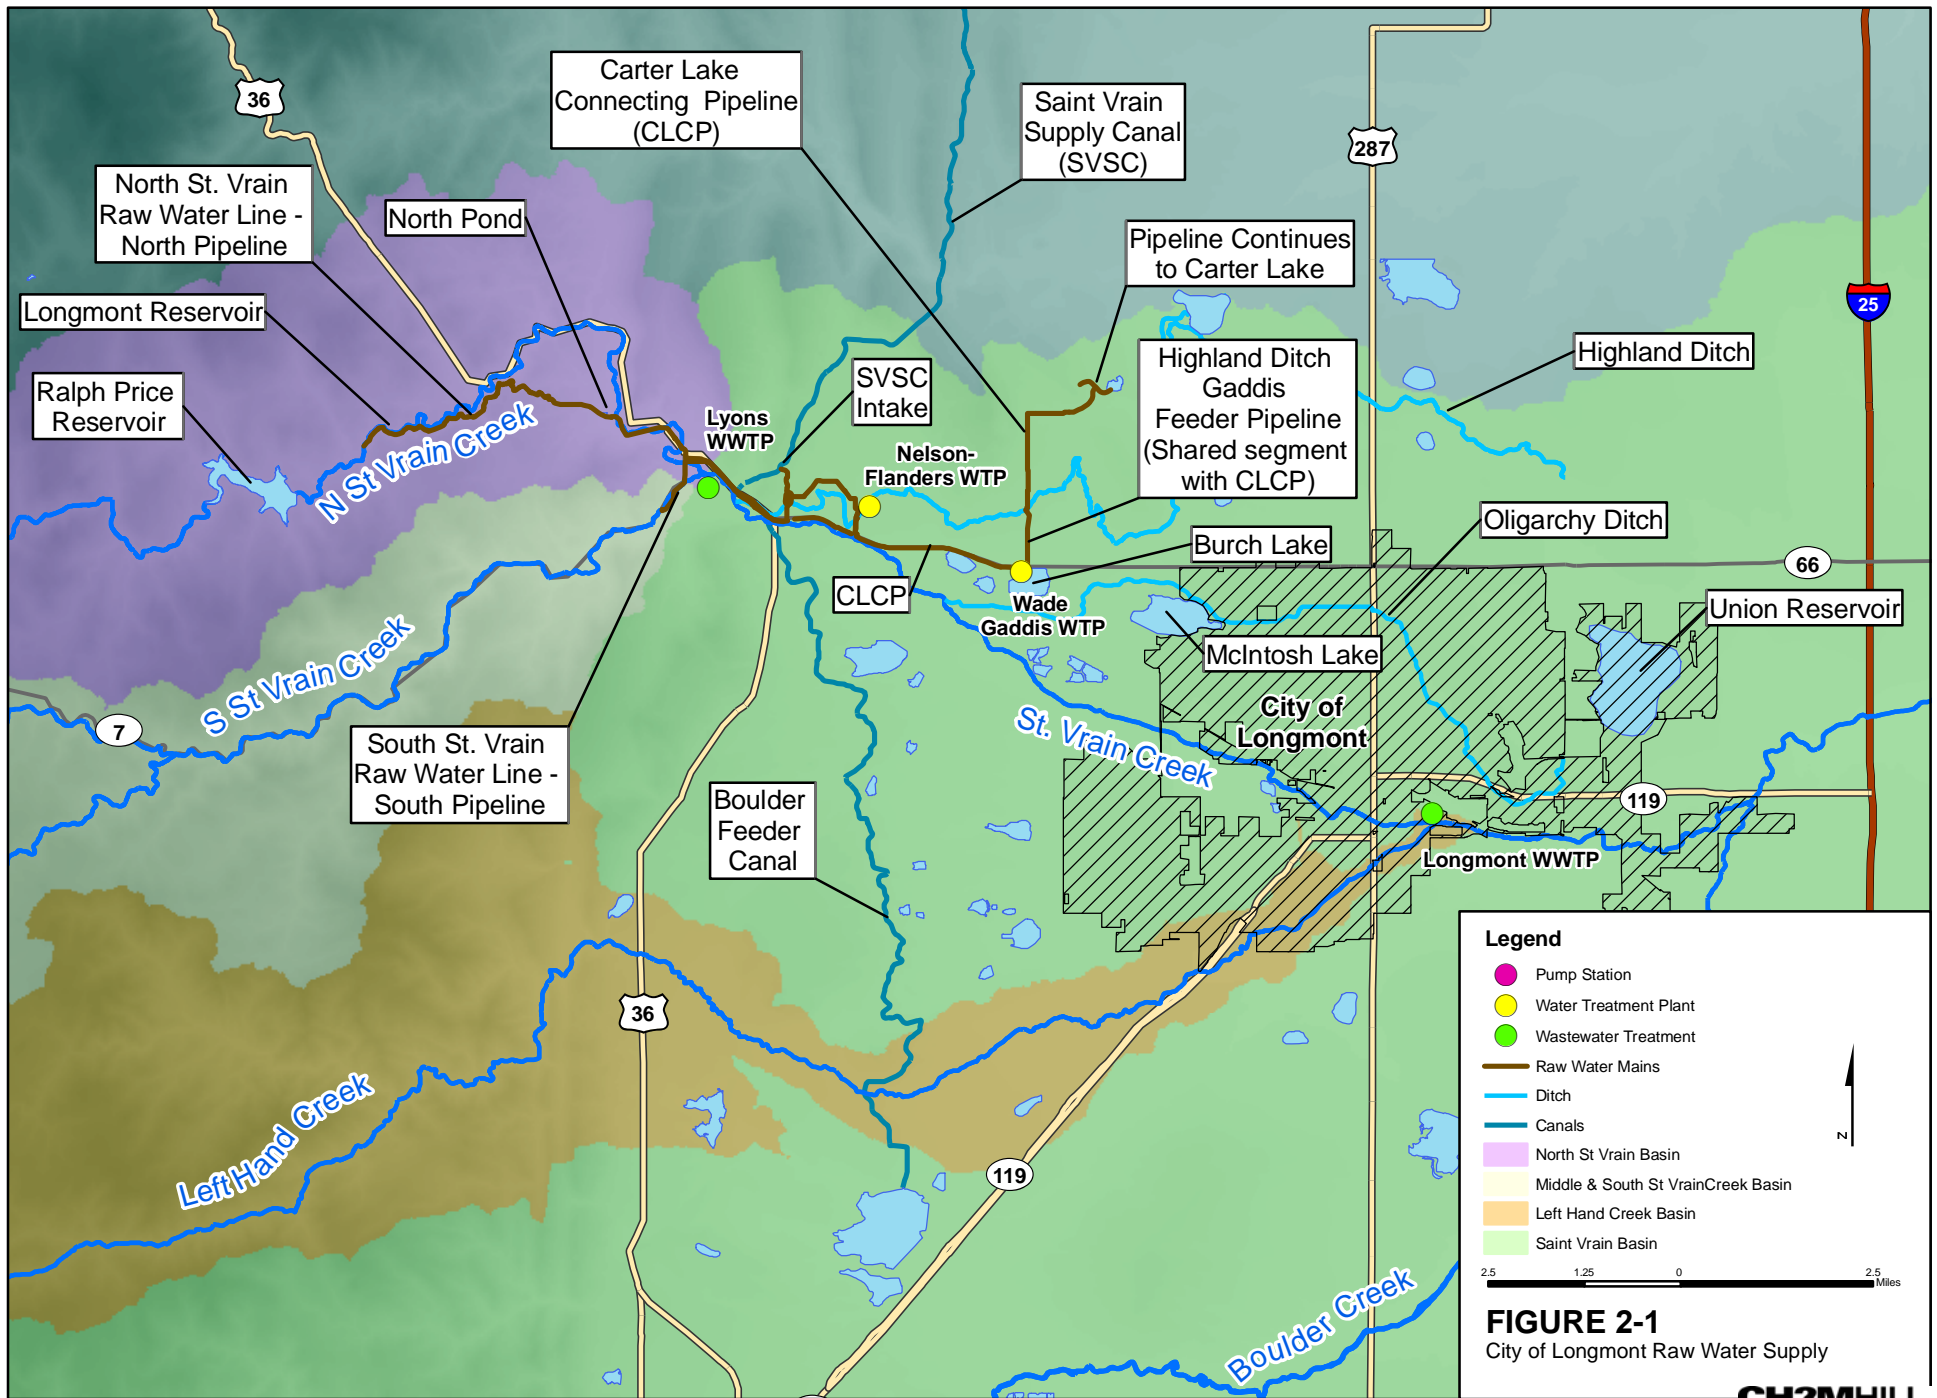 36
Carter Lake
Connecting Pipeline
(CLCP)
Saint Vrain
Supply Canal
(SVSC)
287
North St. Vrain
Raw Water Line -
North Pipeline
North Pond
Pipeline Continues
to Carter Lake
25
Longmont Reservoir
Highland Ditch
Gaddis
Feeder Pipeline
(Shared segment
with CLCP)
Highland Ditch
Ralph Price
Reservoir
SVSC
Intake
Lyons
WWTP
N St Vrain Creek
Nelson-
Flanders WTP
Oligarchy Ditch
Burch Lake
66
CLCP
Wade
Gaddis WTP
Union Reservoir
McIntosh Lake
S St Vrain Creek
7
City of
Longmont
St. Vrain Creek
South St. Vrain
Raw Water Line -
South Pipeline
Boulder
Feeder
Canal
119
Longmont WWTP
36
Left Hand Creek
119
Boulder Creek
Legend
Pump Station
Water Treatment Plant
Wastewater Treatment
Raw Water Mains
Ditch
Canals
North St Vrain Basin
Middle & South St VrainCreek Basin
Left Hand Creek Basin
Saint Vrain Basin
N
2.5 1.25 0 2.5
Miles
FIGURE 2-1
City of Longmont Raw Water Supply
CH2MHILL